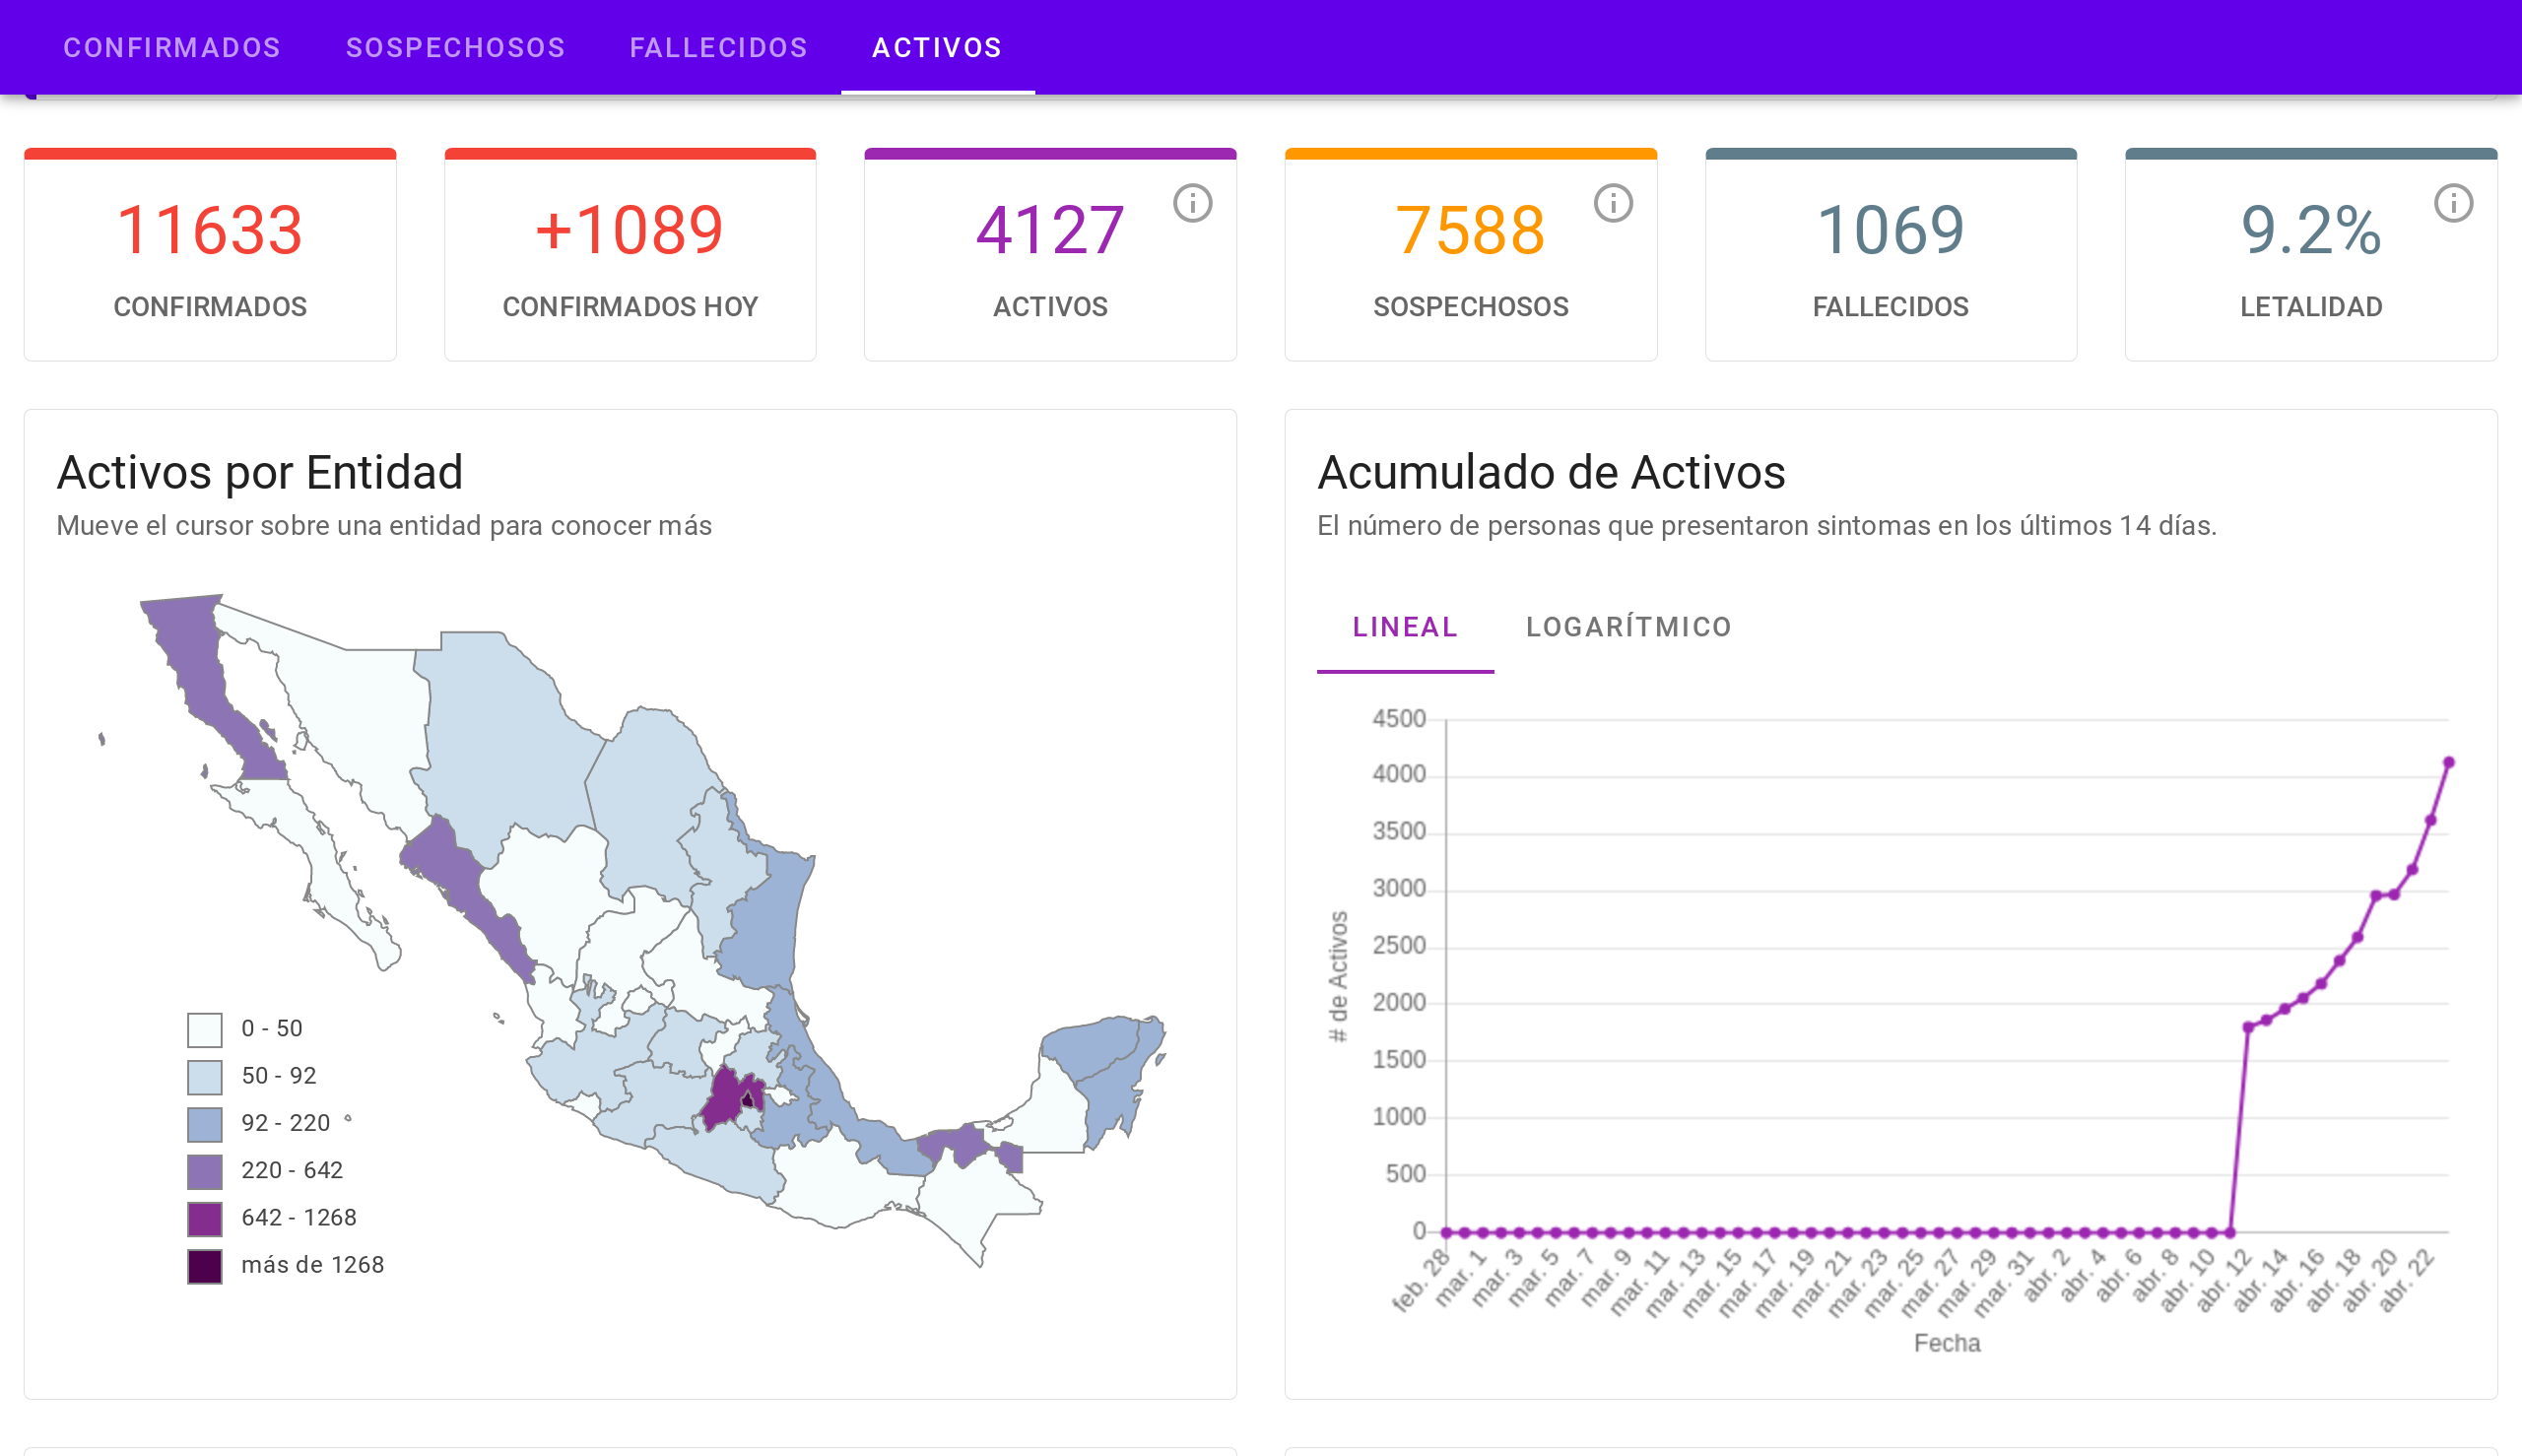 CONFIRMADOS SOSPECHOSOS FALLECIDOS ACTIVOS
11633
CONFIRMADOS
+1089
CONFIRMADOS HOY
4127
ACTIVOS
7588
SOSPECHOSOS
1069
FALLECIDOS
9.2%
LETALIDAD
Activos por Entidad
Mueve el cursor sobre una entidad para conocer más
0 - 50
50 - 92
92 - 220
220 - 642
642 - 1268
más de 1268
Acumulado de Activos
El número de personas que presentaron sintomas en los últimos 14 días.
LINEAL LOGARÍTMICO
# de Activos
4500
4000
3500
3000
2500
2000
1500
1000
500
0
feb. 28 mar. 1 mar. 3 mar. 5 mar. 7 mar. 9 mar. 11 mar. 13 mar. 15 mar. 17 mar. 19 mar. 21 mar. 23 mar. 25 mar. 27 mar. 29 mar. 31 abr. 2 abr. 4 abr. 6 abr. 8 abr. 10 abr. 12 abr. 14 abr. 16 abr. 18 abr. 20 abr. 22
Fecha